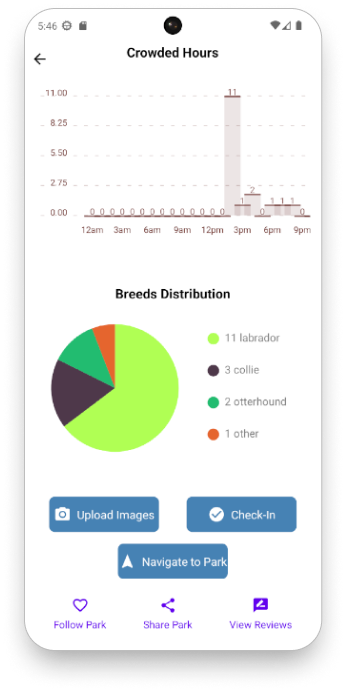 5:46
Crowded Hours
11.00
8.25
5.50
2.75
0.00
11
0 0 0 0 0 0 0 0 0 0 0 0 0 0 1 2 0 1 1 1 0
12am 3am 6am 9am 12pm 3pm 6pm 9pm
Breeds Distribution
11 labrador
3 collie
2 otterhound
1 other
Upload Images Check-In
Navigate to Park
Follow Park Share Park View Reviews